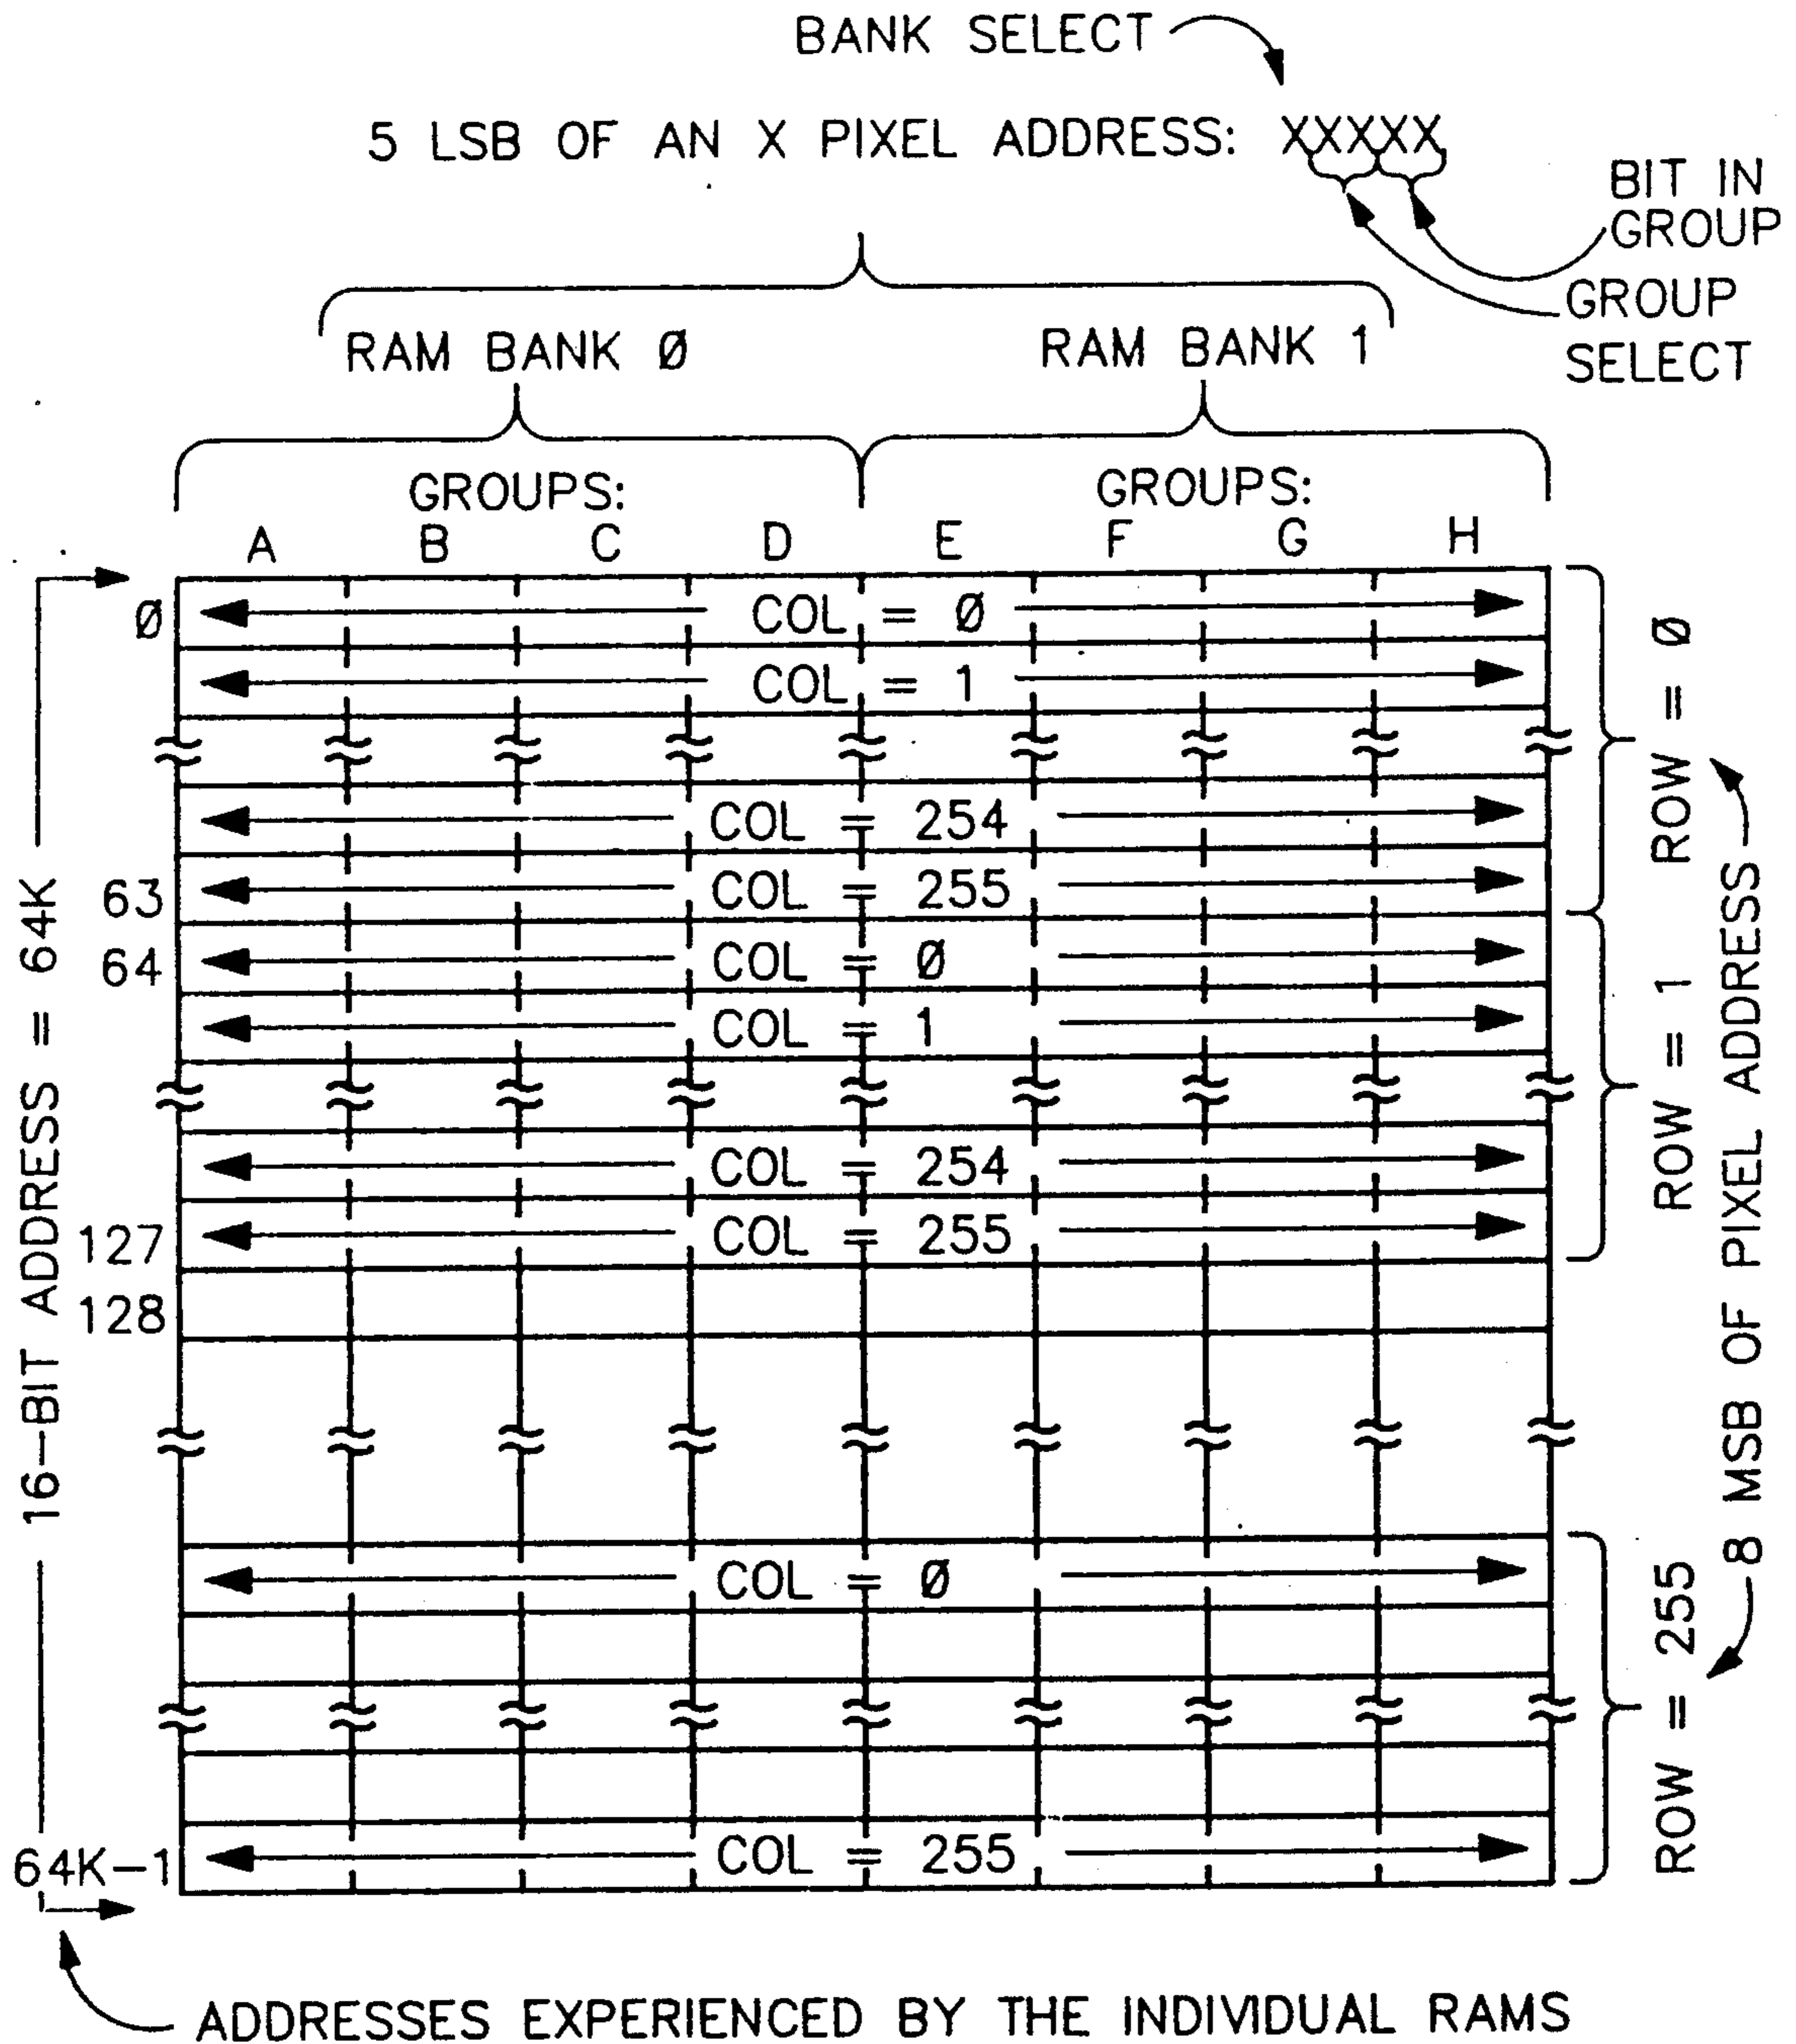 BANK SELECT
5 LSB OF AN X PIXEL ADDRESS: XXXXX
BIT IN
GROUP
GROUP
SELECT
RAM BANK Ø
RAM BANK 1
GROUPS:
GROUPS:
A B C D E F G H
Ø
COL = Ø
COL = 1
COL = 254
63
COL = 255
64
COL = Ø
COL = 1
COL = 254
127
COL = 255
128
COL = Ø
64K-1
COL = 255
16-BIT ADDRESS = 64K
ROW = Ø
ROW = 1
ROW = 255
8 MSB OF PIXEL ADDRESS
ADDRESSES EXPERIENCED BY THE INDIVIDUAL RAMS